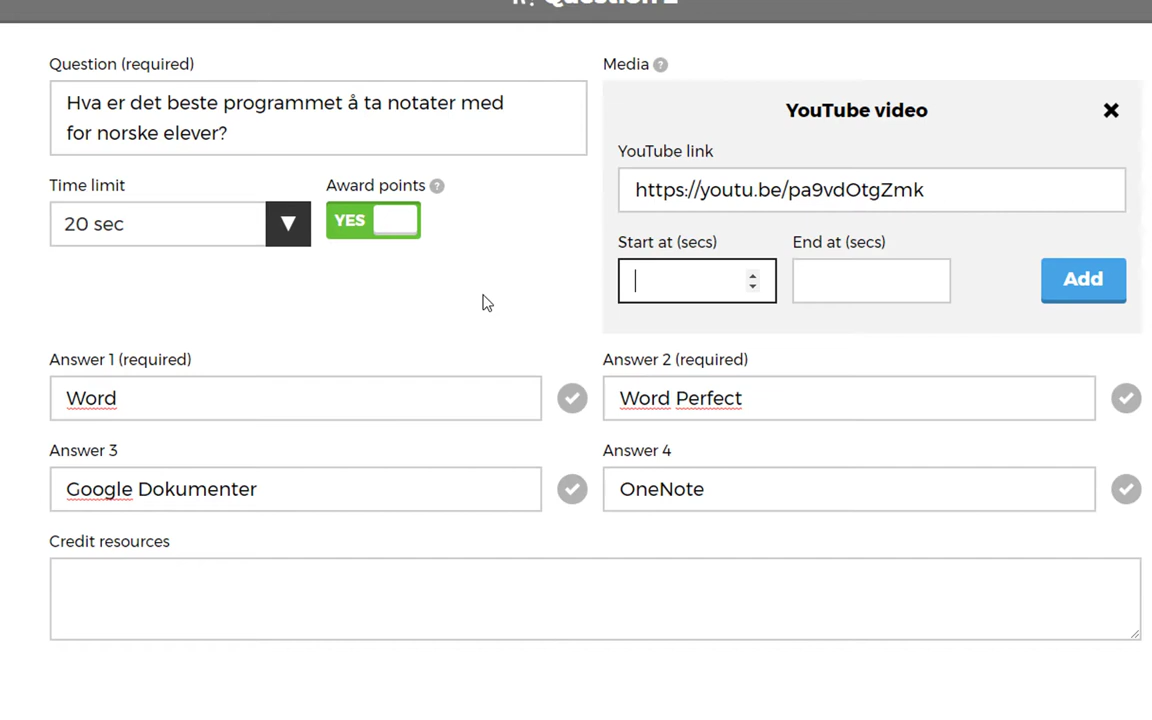 K! Question 2
Question (required)
Hva er det beste programmet å ta notater med
for norske elever?
Time limit
20 sec
Award points ?
YES
Media ?
YouTube video
YouTube link
https://youtu.be/pa9vdOtgZmk
Start at (secs)
End at (secs)
Add
Answer 1 (required)
Word
Answer 2 (required)
Word Perfect
Answer 3
Google Dokumenter
Answer 4
OneNote
Credit resources